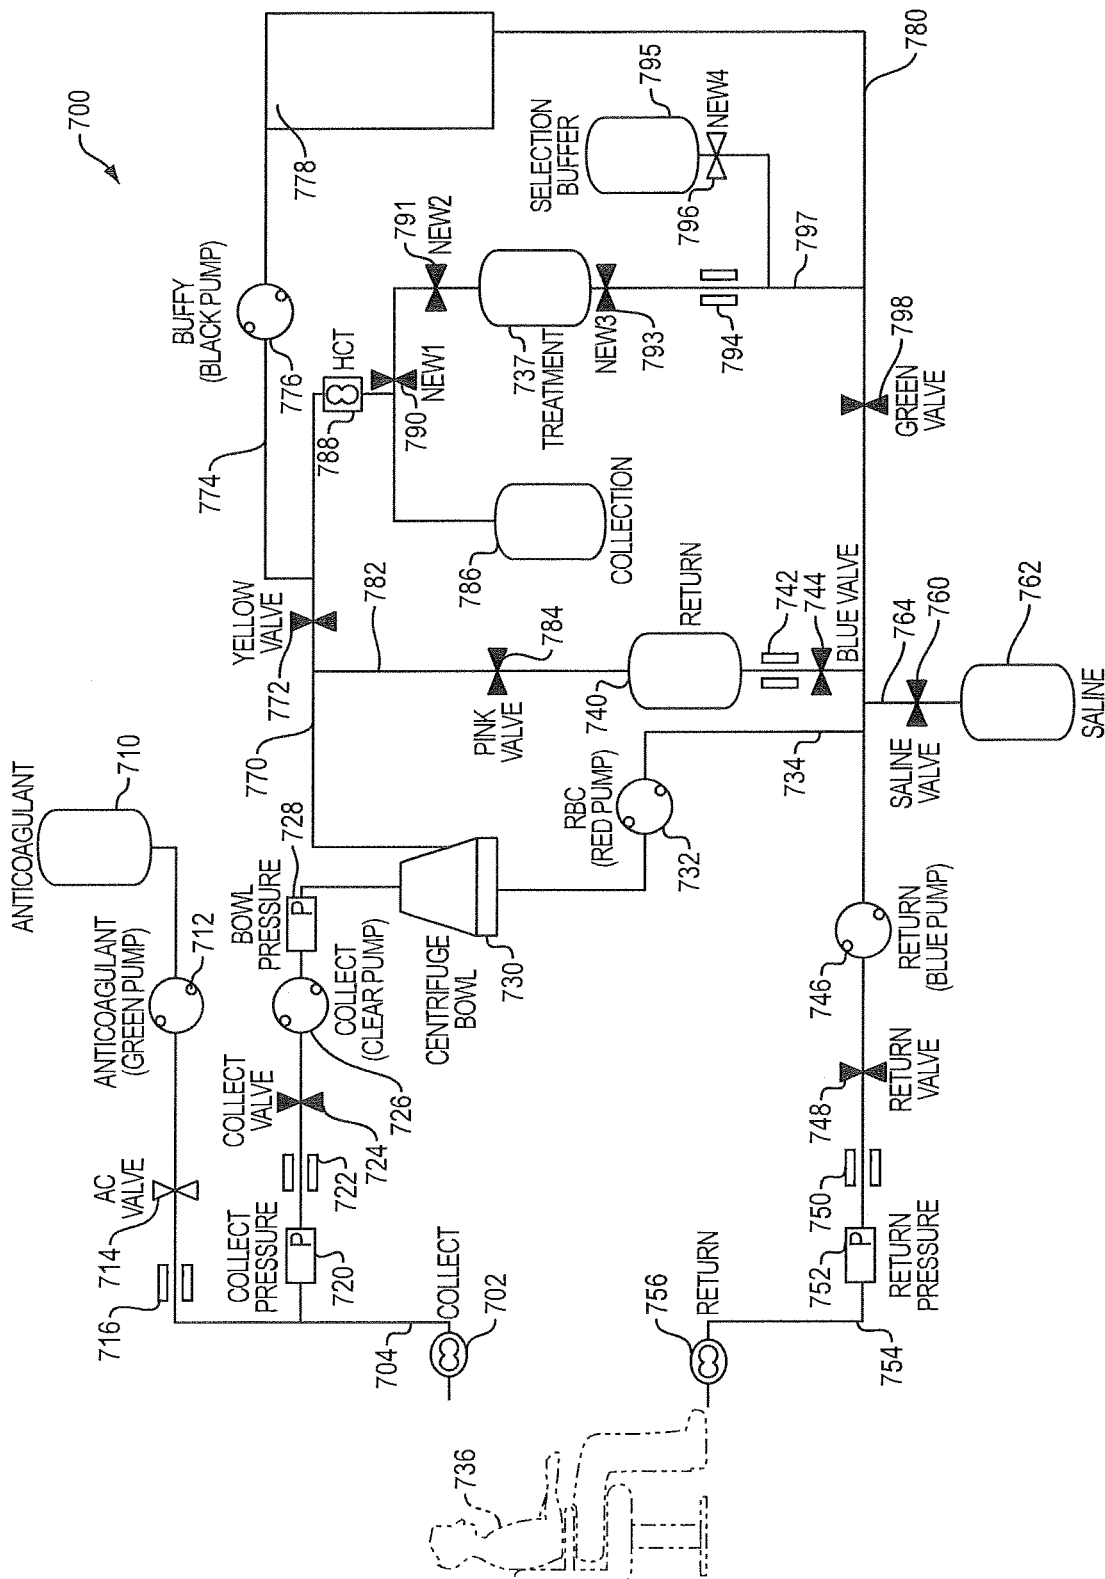 700
ANTICOAGULANT
710
ANTICOAGULANT
(GREEN PUMP)
712
AC
VALVE
714
716
COLLECT
PRESSURE
720
722
COLLECT
VALVE
724
COLLECT
(CLEAR PUMP)
726
BOWL
PRESSURE
728
P
P
704
COLLECT
702
736
CENTRIFUGE
BOWL
730
770
YELLOW
VALVE
772
774
BUFFY
(BLACK PUMP)
776
778
780
782
PINK
VALVE
784
HCT
788
NEW1
790
791
NEW2
COLLECTION
786
TREATMENT
737
NEW3
793
794
SELECTION
BUFFER
795
NEW4
796
797
RBC
(RED PUMP)
732
734
RETURN
740
742
744
BLUE VALVE
GREEN
VALVE
798
SALINE
VALVE
760
764
762
SALINE
RETURN
(BLUE PUMP)
746
RETURN
VALVE
748
750
RETURN
PRESSURE
752
P
754
RETURN
756